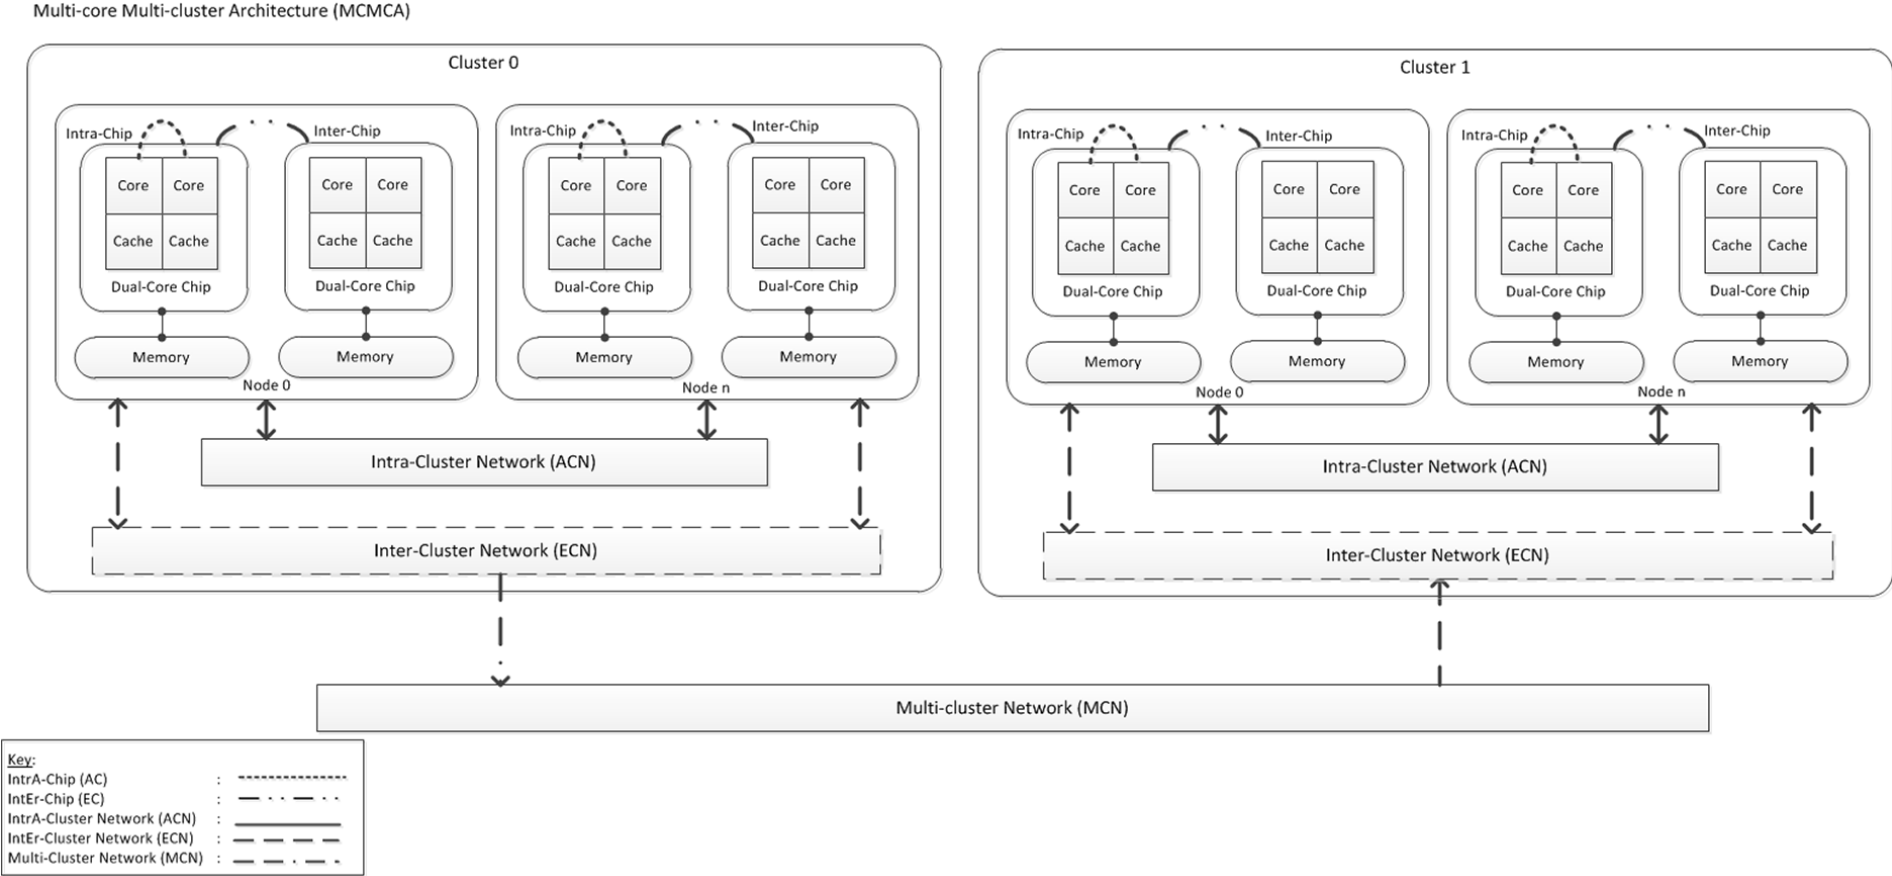 Multi-core Multi-cluster Architecture (MCMCA)
Cluster 0
Intra-Chip Inter-Chip Intra-Chip Inter-Chip
Core Core Core Core Core Core Core Core
Cache Cache Cache Cache Cache Cache Cache Cache
Dual-Core Chip Dual-Core Chip Dual-Core Chip Dual-Core Chip
Memory Memory Memory Memory
Node 0 Node n
Intra-Cluster Network (ACN)
Inter-Cluster Network (ECN)
Cluster 1
Intra-Chip Inter-Chip Intra-Chip Inter-Chip
Core Core Core Core Core Core Core Core
Cache Cache Cache Cache Cache Cache Cache Cache
Dual-Core Chip Dual-Core Chip Dual-Core Chip Dual-Core Chip
Memory Memory Memory Memory
Node 0 Node n
Intra-Cluster Network (ACN)
Inter-Cluster Network (ECN)
Multi-cluster Network (MCN)
Key:
IntrA-Chip (AC) :
IntEr-Chip (EC) :
IntrA-Cluster Network (ACN) :
IntEr-Cluster Network (ECN) :
Multi-Cluster Network (MCN) :